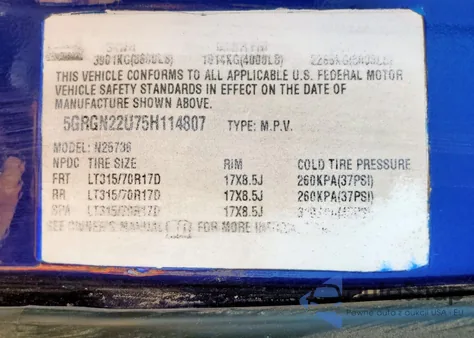 THIS VEHICLE CONFORMS TO ALL APPLICABLE U.S. FEDERAL MOTOR
VEHICLE SAFETY STANDARDS IN EFFECT ON THE DATE OF
MANUFACTURE SHOWN ABOVE.
5GRGN22U75H114807 TYPE: M.P.V.
MODEL: N25736
NPDC TIRE SIZE RIM COLD TIRE PRESSURE
FRT LT315/70R17D 17X8.5J 260KPA(37PSI)
RR LT315/70R17D 17X8.5J 260KPA(37PSI)
SPA LT315/70R17D 17X8.5J
SEE OWNER'S MANUAL FOR MORE